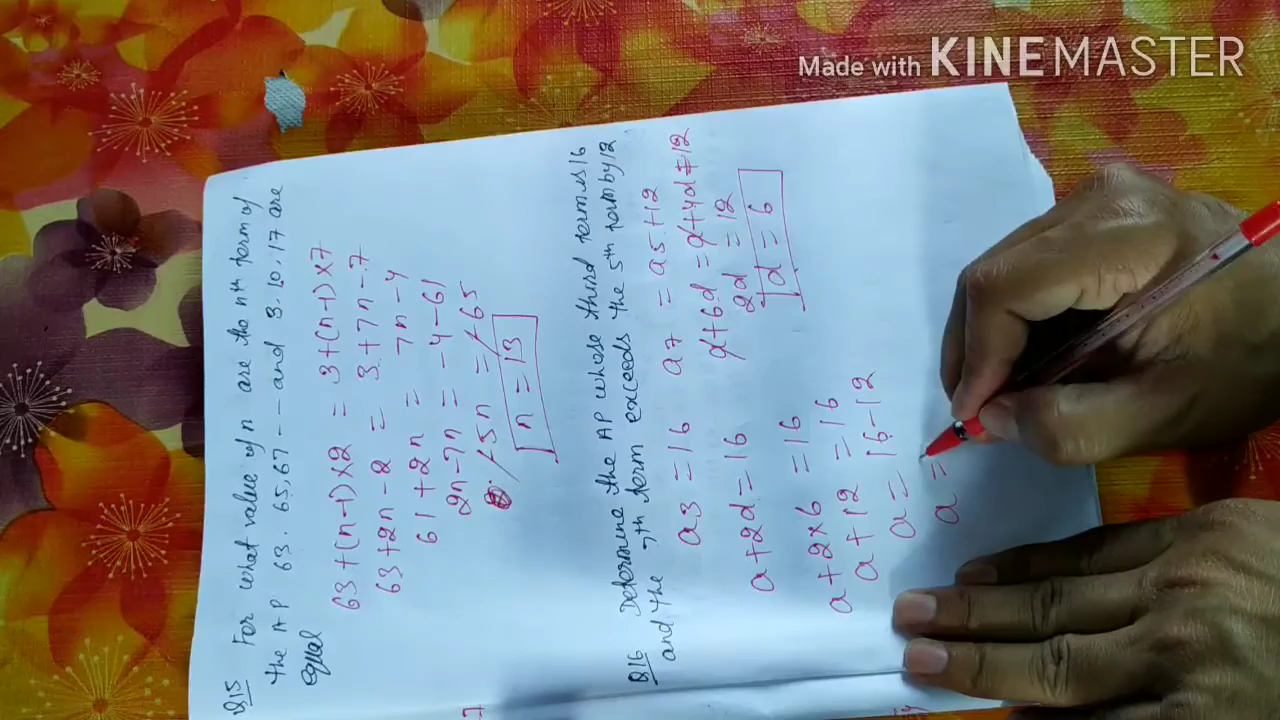 Made with KINEMASTER
Q15 For what value of n are the nth term of
the AP 63. 65,67 --- and 3.10.17 are
equal
63+(n-1)×2 = 3+(n-1)×7
63+2n-2 = 3+7n-7
61+2n = 7n-4
2n-7n = -4-61
-5n = -65
n = 13
Q16 Determine the AP whose third term is 16
and the 7th term exceeds the 5th term by 12
a3 = 16 a7 = a5+12
a+2d = 16 a+6d = a+4d+12
2d = 12
d = 6
a+2×6 = 16
a+12 = 16
a = 16-12
a =